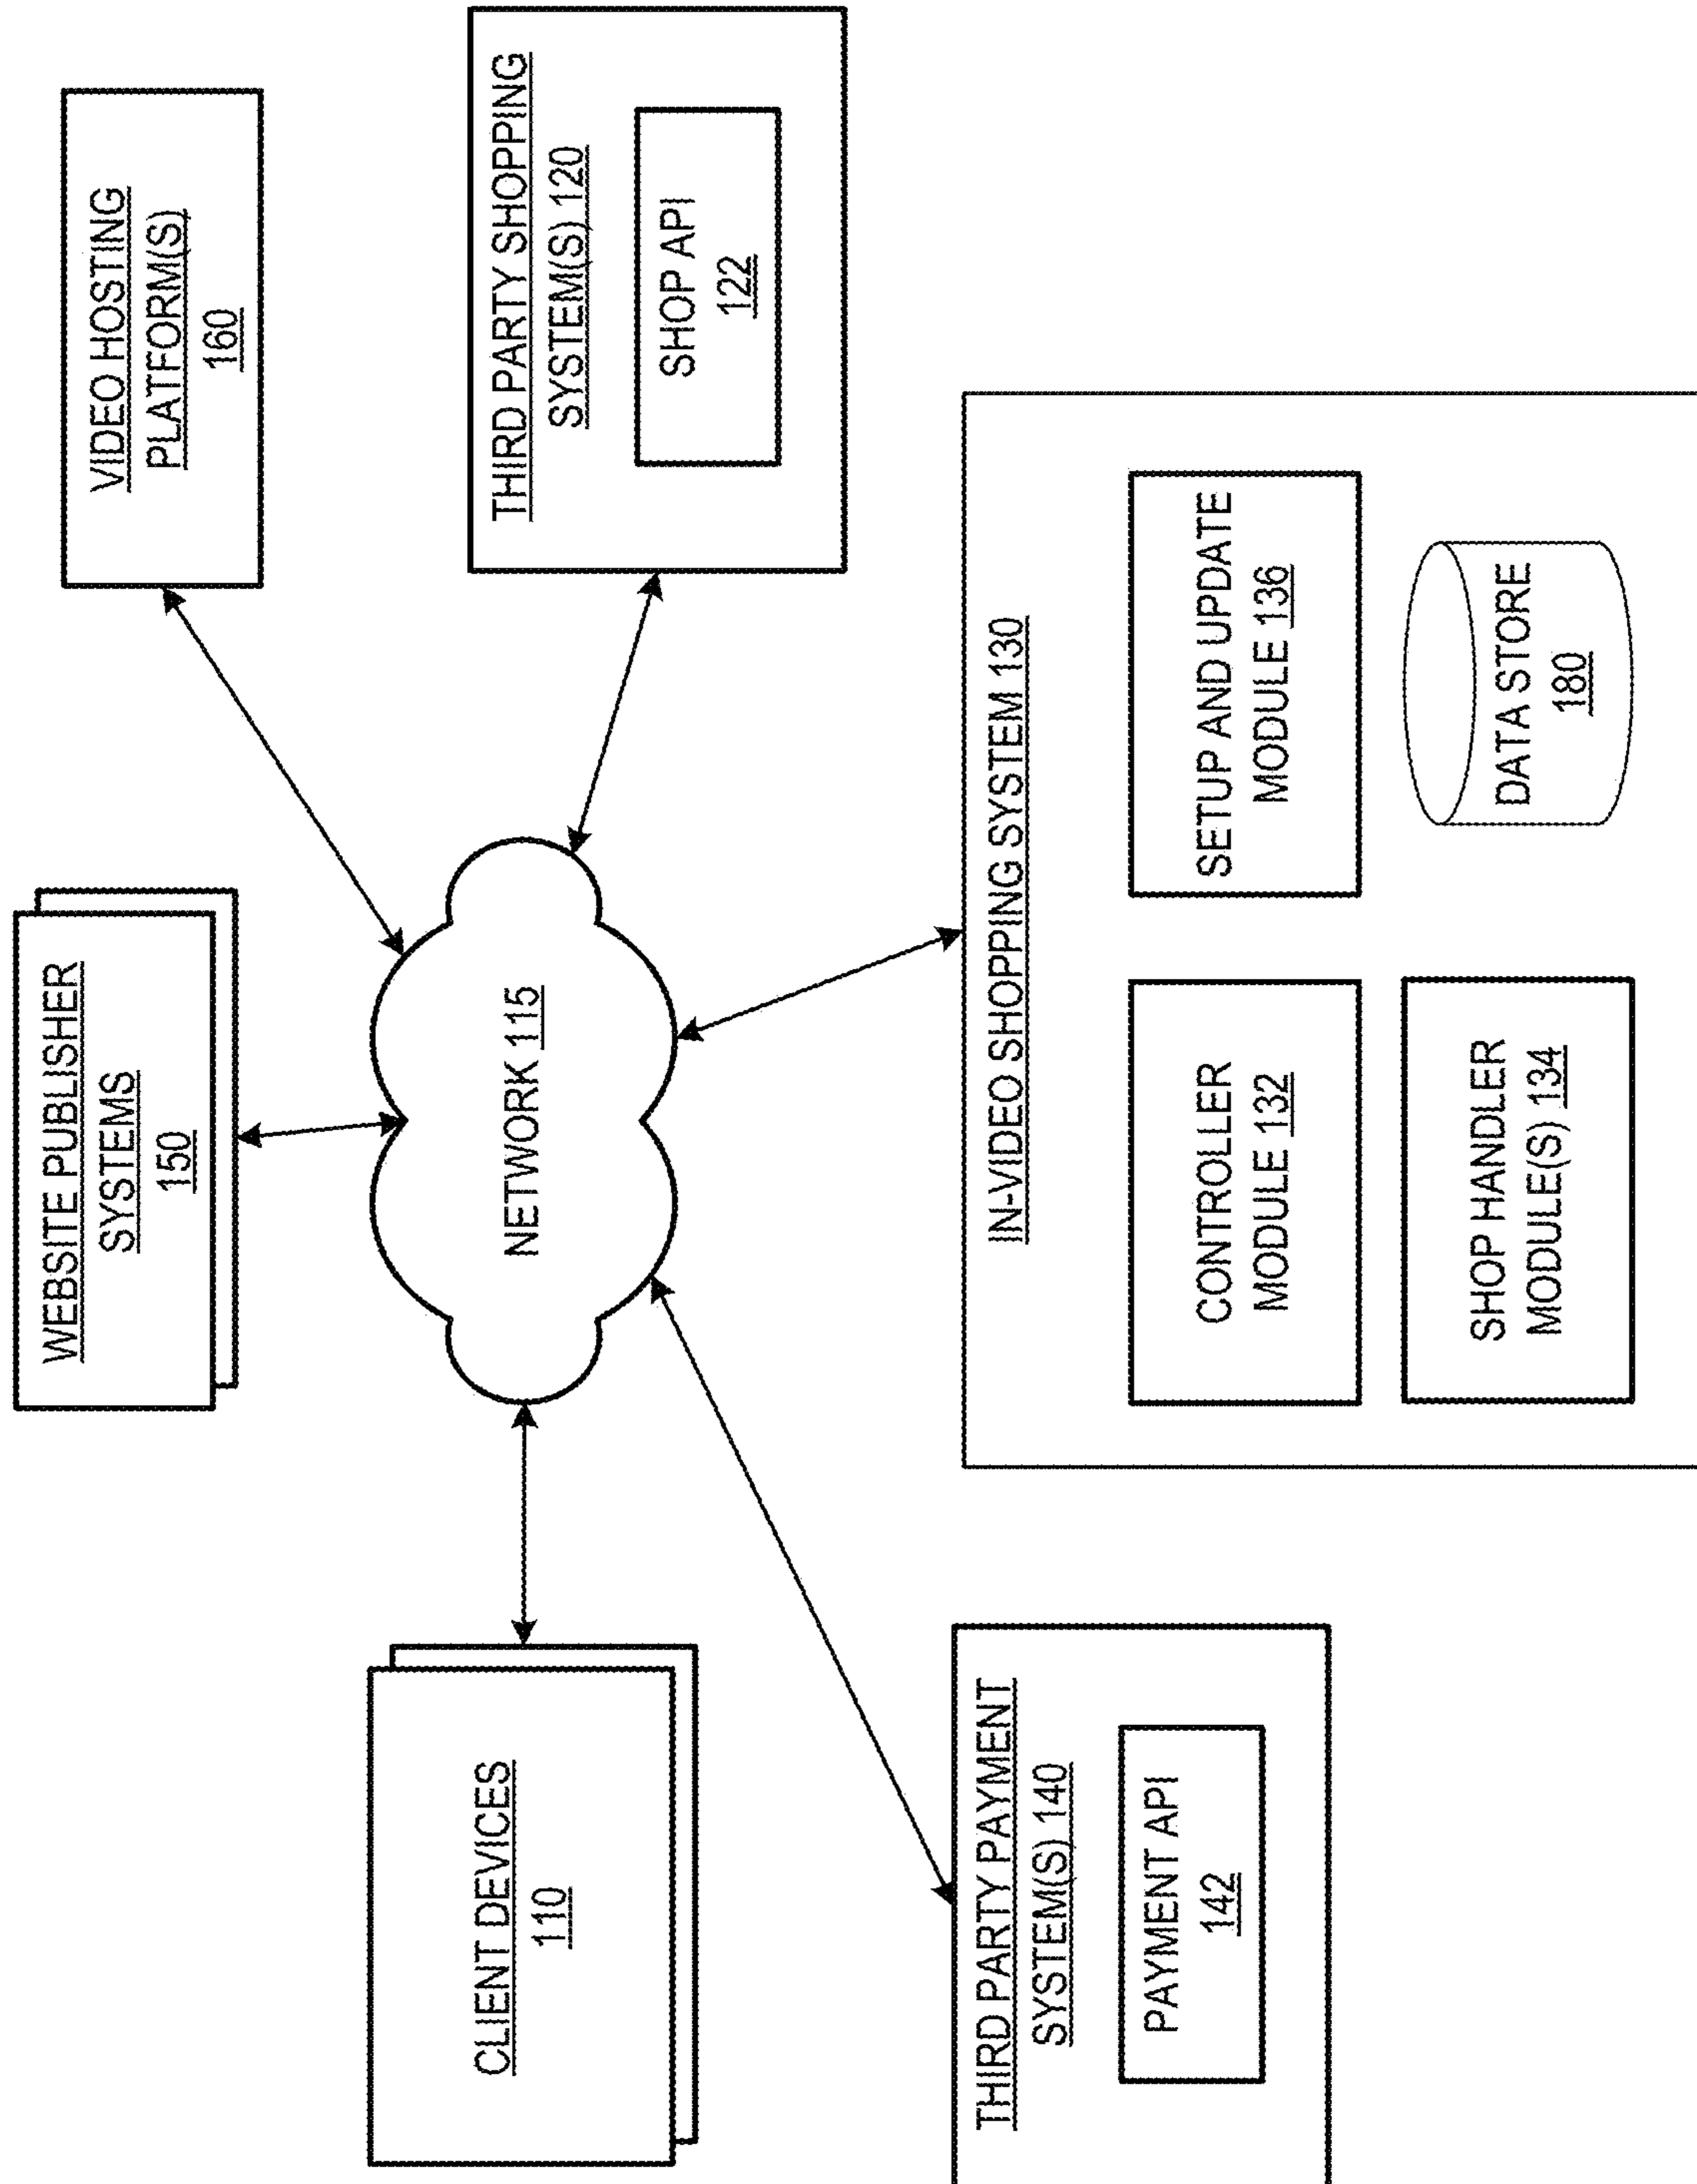 WEBSITE PUBLISHER
SYSTEMS
150
VIDEO HOSTING
PLATFORM(S)
160
CLIENT DEVICES
110
NETWORK 115
THIRD PARTY SHOPPING
SYSTEM(S) 120
SHOP API
122
THIRD PARTY PAYMENT
SYSTEM(S) 140
PAYMENT API
142
IN-VIDEO SHOPPING SYSTEM 130
CONTROLLER
MODULE 132
SETUP AND UPDATE
MODULE 136
SHOP HANDLER
MODULE(S) 134
DATA STORE
180